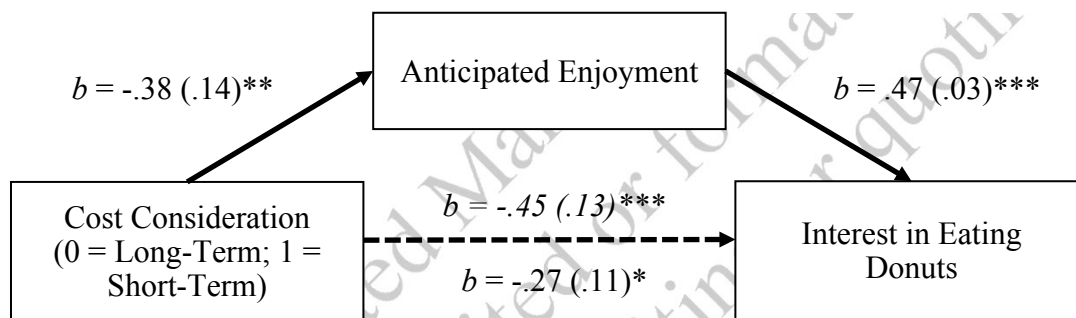 Anticipated Enjoyment
b = -.38 (.14)**
b = .47 (.03)***
Cost Consideration
(0 = Long-Term; 1 =
Short-Term)
b = -.45 (.13)***
b = -.27 (.11)*
Interest in Eating
Donuts